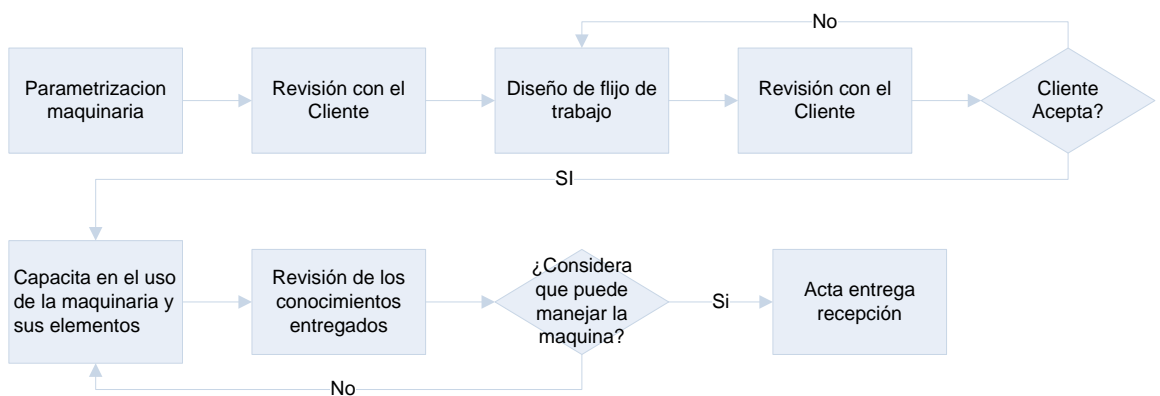 No
Parametrizacion
maquinaria
Revisión con el
Cliente
Diseño de flijo de
trabajo
Revisión con el
Cliente
Cliente
Acepta?
SI
Capacita en el uso
de la maquinaria y
sus elementos
Revisión de los
conocimientos
entregados
¿Considera
que puede
manejar la
maquina?
Si
Acta entrega
recepción
No